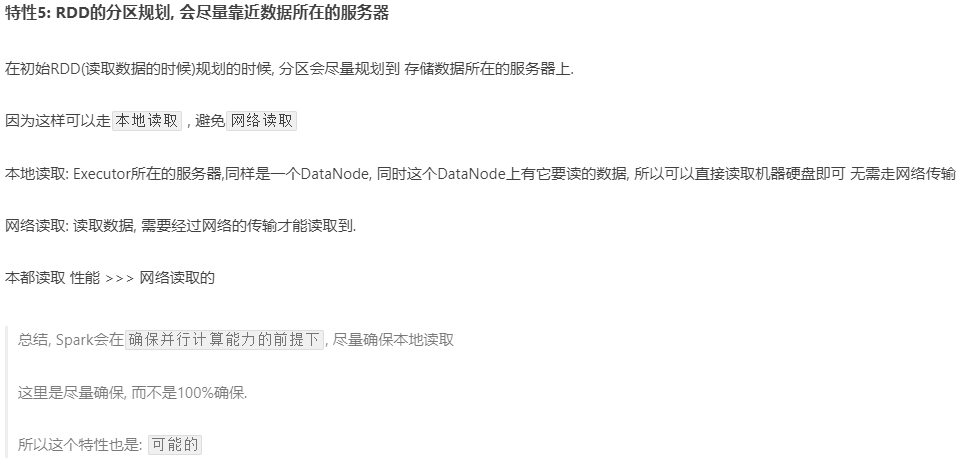 特性5: RDD的分区规划, 会尽量靠近数据所在的服务器
在初始RDD(读取数据的时候)规划的时候, 分区会尽量规划到 存储数据所在的服务器上.
因为这样可以走 本地读取 , 避免 网络读取
本地读取: Executor所在的服务器,同样是一个DataNode, 同时这个DataNode上有它要读的数据, 所以可以直接读取机器硬盘即可 无需走网络传输
网络读取: 读取数据, 需要经过网络的传输才能读取到.
本都读取 性能 >>> 网络读取的
总结, Spark会在 确保并行计算能力的前提下 , 尽量确保本地读取
这里是尽量确保, 而不是100%确保.
所以这个特性也是: 可能的